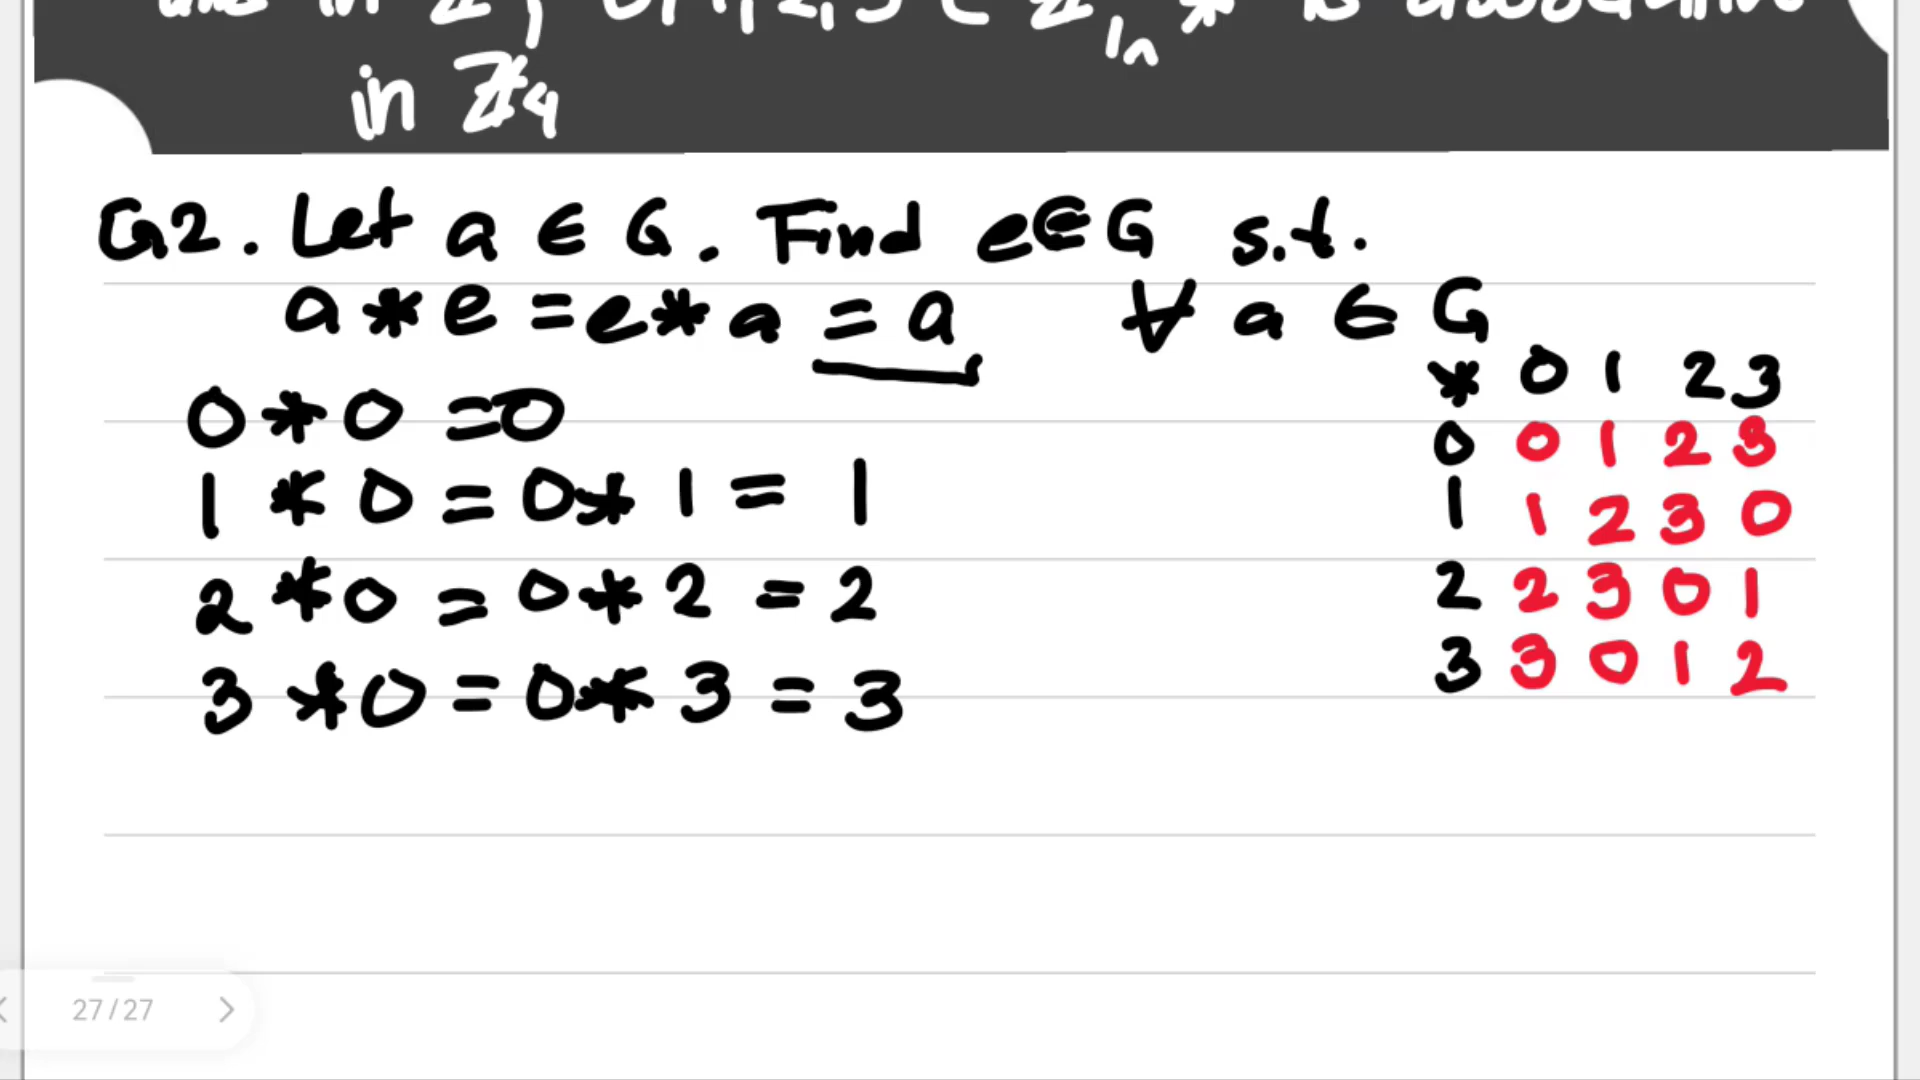 in ℤ₄
G2. Let a ∈ G. Find e∈G s.t.
a * e = e * a = a ∀ a ∈ G
* 0 1 2 3
0 * 0 = 0
0 0 1 2 3
1 * 0 = 0 * 1 = 1
1 1 2 3 0
2 * 0 = 0 * 2 = 2
2 2 3 0 1
3 * 0 = 0 * 3 = 3
3 3 0 1 2
27/27